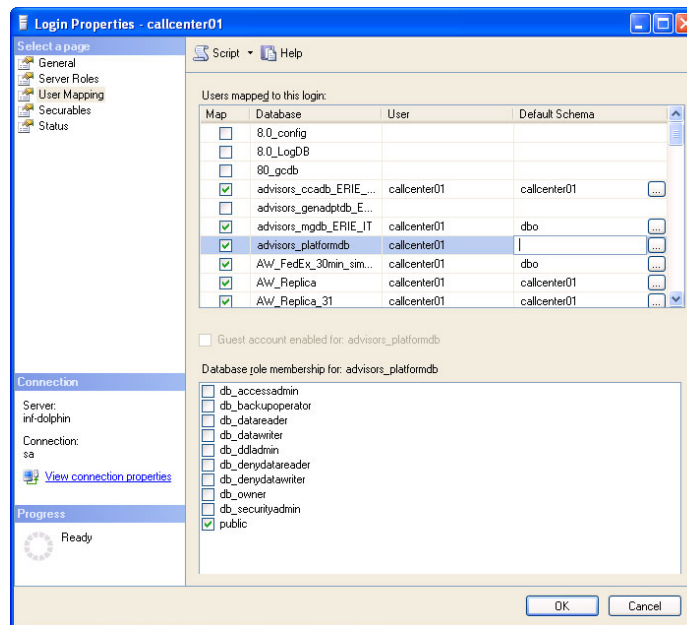 Login Properties - callcenter01
Select a page
General
Server Roles
User Mapping
Securables
Status
Script Help
Users mapped to this login:
Map Database User Default Schema
8.0_config
8.0_LogDB
80_gcdb
advisors_ccadb_ERIE_... callcenter01 callcenter01 ...
advisors_genadptdb_E...
advisors_mgdb_ERIE_IT callcenter01 dbo ...
advisors_platformdb callcenter01 ...
AW_FedEx_30min_sim... callcenter01 dbo ...
AW_Replica callcenter01 callcenter01 ...
AW_Replica_31 callcenter01 callcenter01 ...
Guest account enabled for: advisors_platformdb
Database role membership for: advisors_platformdb
db_accessadmin
db_backupoperator
db_datareader
db_datawriter
db_ddladmin
db_denydatareader
db_denydatawriter
db_owner
db_securityadmin
public
Connection
Server:
inf-dolphin
Connection:
sa
View connection properties
Progress
Ready
OK Cancel